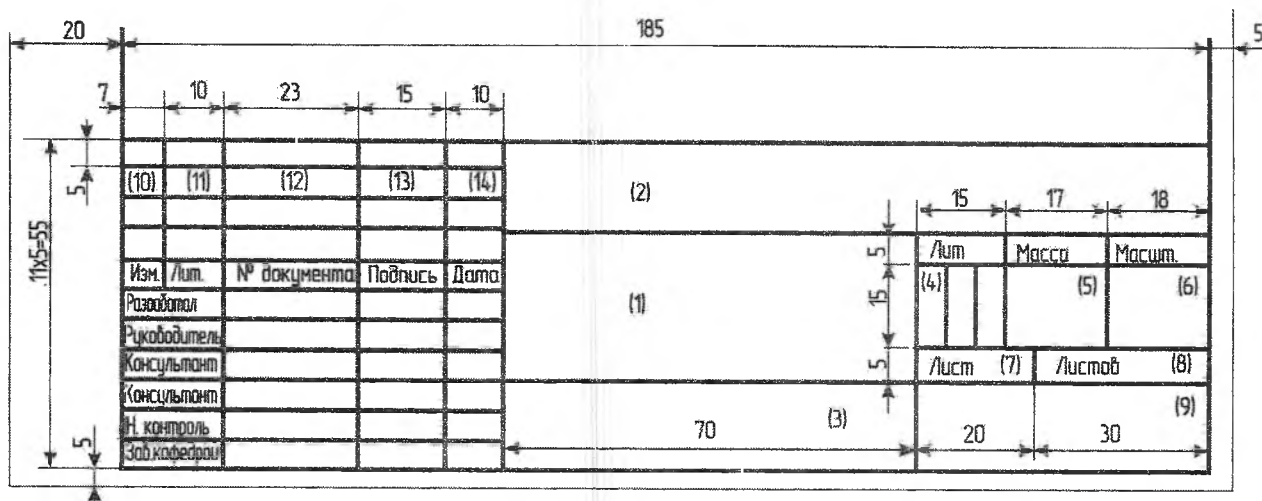 20 185 5
7 10 23 15 10
5
(10) (11) (12) (13) (14) (2) 15 17 18
11x5=55
5 Лит Масса Масшт.
Изм. Лит. № документа Подпись Дата (1) 15 (4) (5) (6)
Разработал
Руководитель
Консультант 5 Лист (7) Листов (8)
Консультант (9)
Н. контроль 70 (3) 20 30
5 Зав.кафедрой